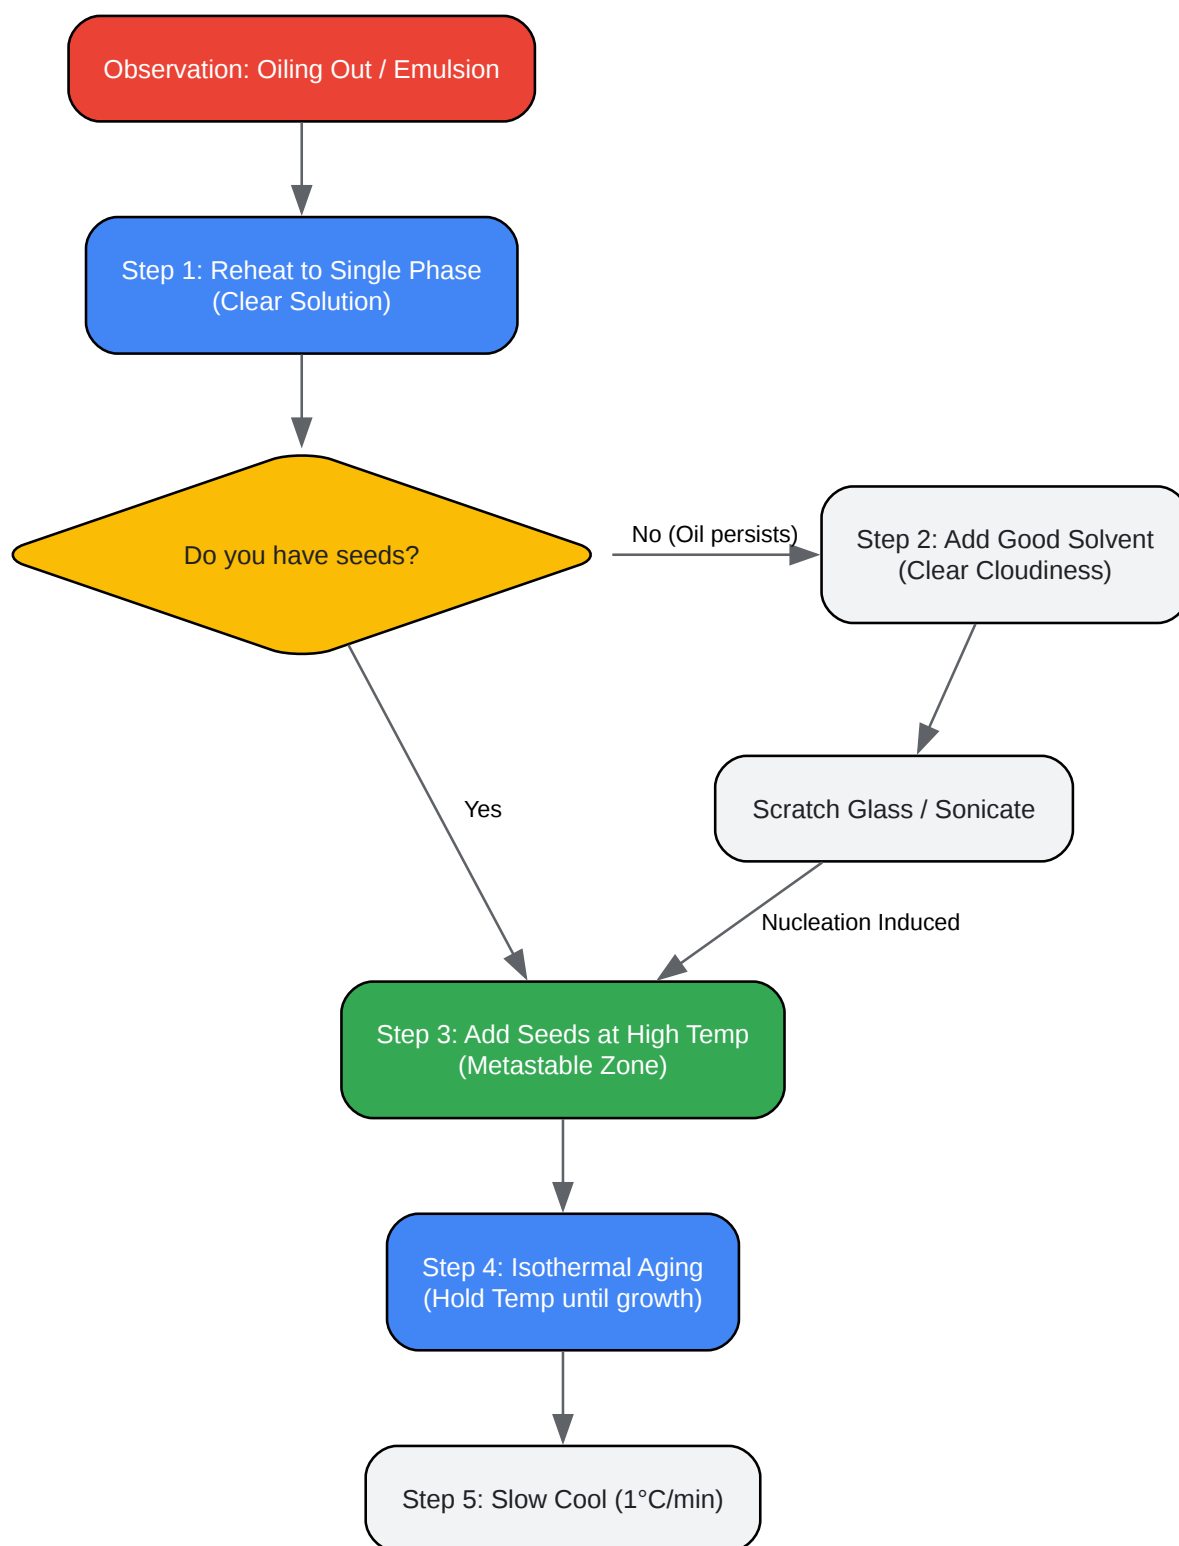 Observation: Oiling Out / Emulsion
Step 1: Reheat to Single Phase
(Clear Solution)
Do you have seeds?
No (Oil persists)
Step 2: Add Good Solvent
(Clear Cloudiness)
Yes
Scratch Glass / Sonicate
Nucleation Induced
Step 3: Add Seeds at High Temp
(Metastable Zone)
Step 4: Isothermal Aging
(Hold Temp until growth)
Step 5: Slow Cool (1°C/min)